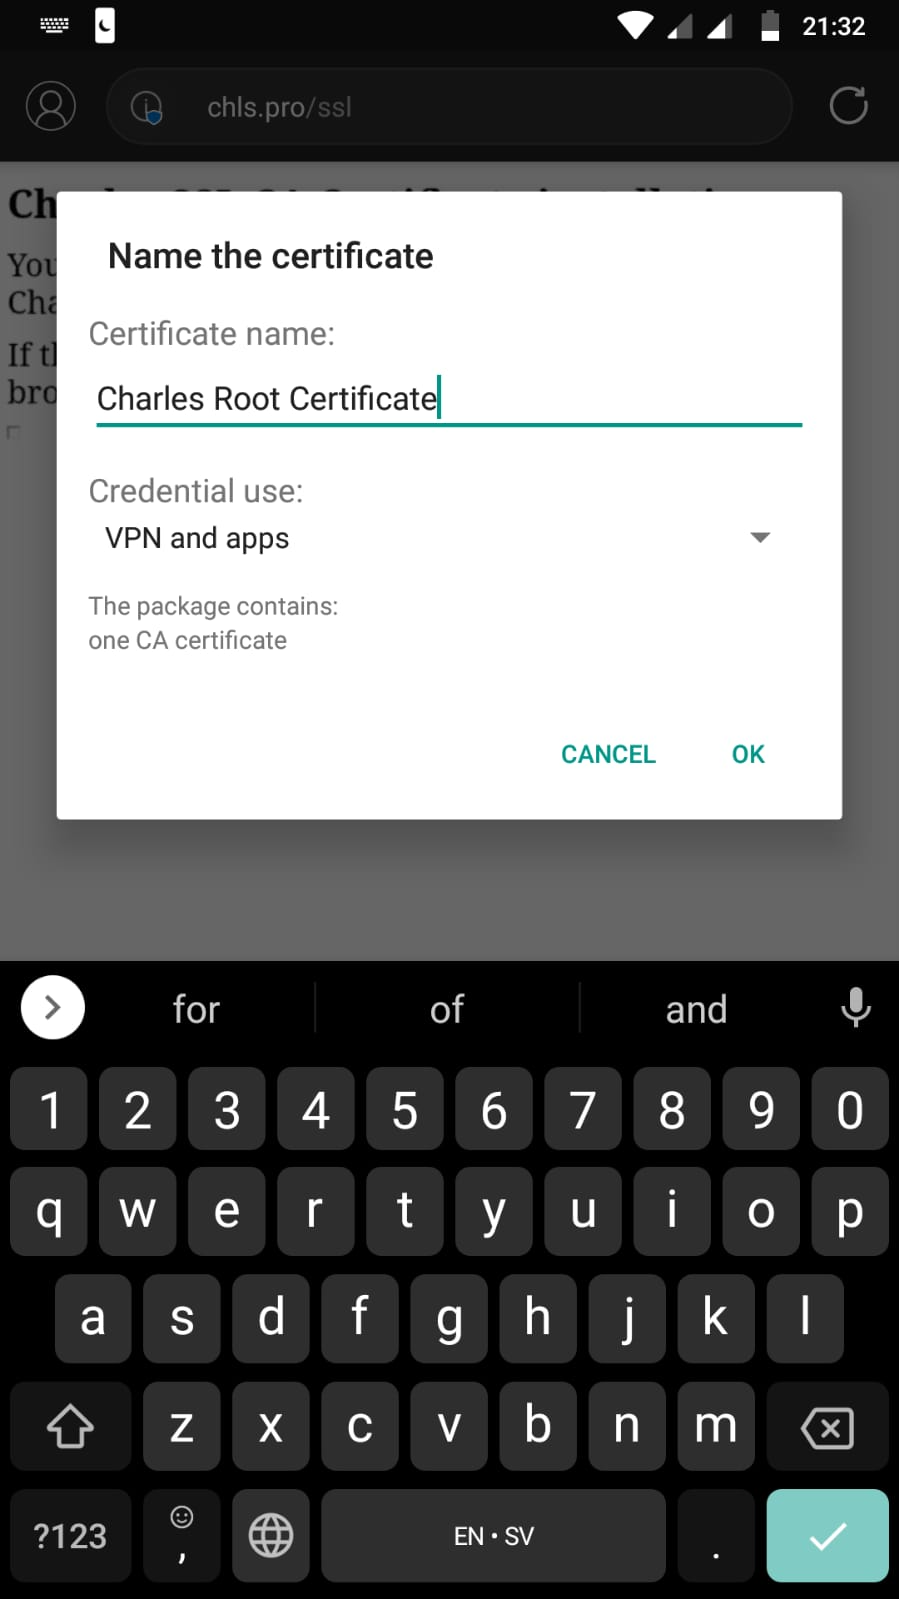 21:32
chls.pro/ssl
Ch
You
Cha
If
bro
Name the certificate
Certificate name:
Charles Root Certificate
Credential use:
VPN and apps
The package contains:
one CA certificate
CANCEL OK
for of and
1 2 3 4 5 6 7 8 9 0
q w e r t y u i o p
a s d f g h j k l
z x c v b n m
?123 , EN • SV .